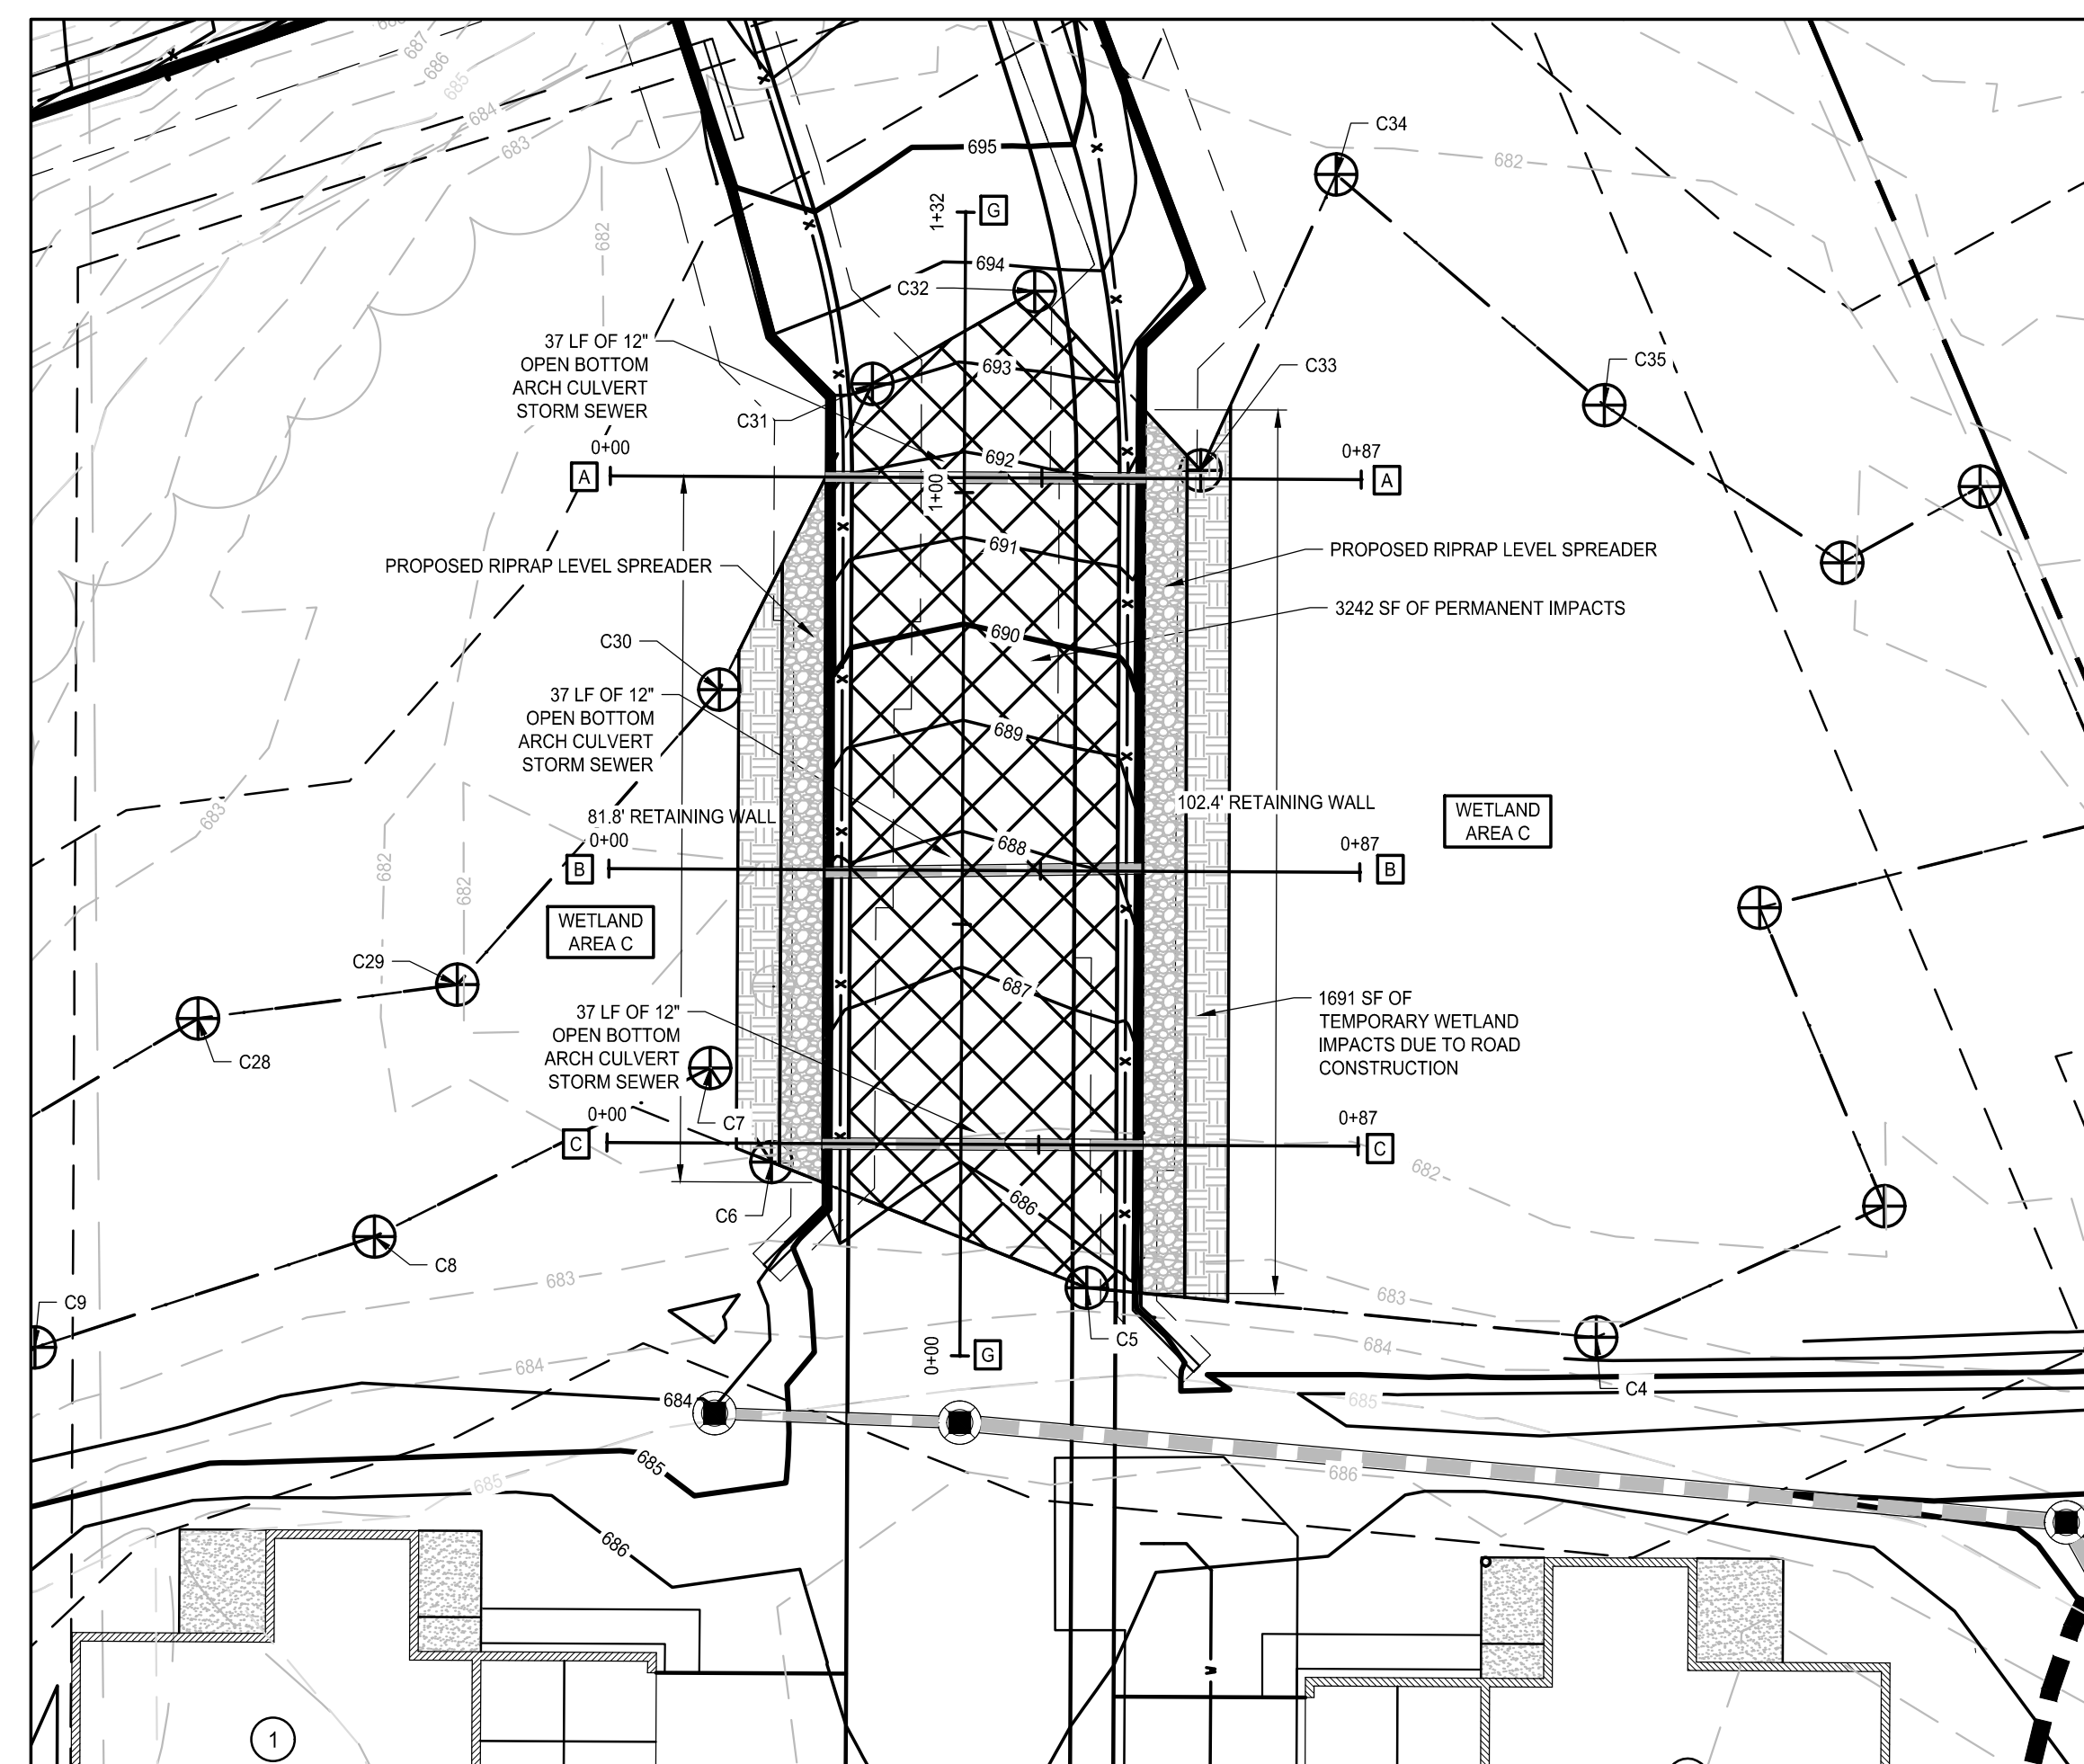 687
686
685
684
683
682
695
1+32
G
694
C32
C34
682
693
C31
C33
C35
37 LF OF 12"
OPEN BOTTOM
ARCH CULVERT
STORM SEWER
0+00
A
692
1+00
0+87
A
691
PROPOSED RIPRAP LEVEL SPREADER
PROPOSED RIPRAP LEVEL SPREADER
3242 SF OF PERMANENT IMPACTS
690
C30
37 LF OF 12"
OPEN BOTTOM
ARCH CULVERT
STORM SEWER
689
81.8' RETAINING WALL
102.4' RETAINING WALL
WETLAND
AREA C
683
682
682
0+00
B
688
0+87
B
WETLAND
AREA C
C29
C28
687
37 LF OF 12"
OPEN BOTTOM
ARCH CULVERT
STORM SEWER
1691 SF OF
TEMPORARY WETLAND
IMPACTS DUE TO ROAD
CONSTRUCTION
0+00
C
C7
0+87
C
682
686
C6
C8
C9
683
683
C5
684
684
0+00
G
684
C4
685
685
685
686
686
1